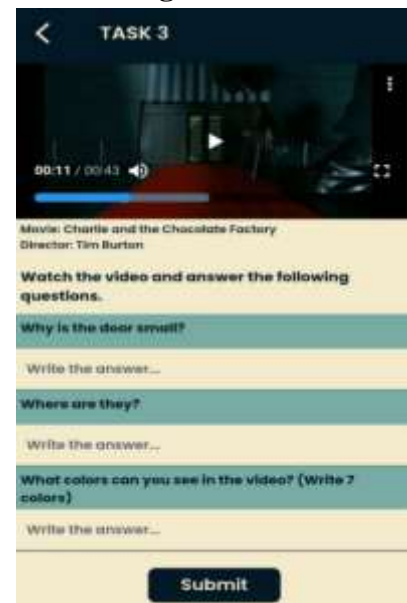 TASK 3
00:11 / 00:43
Movie: Charlie and the Chocolate Factory
Director: Tim Burton
Watch the video and answer the following
questions.
Why is the door small?
Write the answer...
Where are they?
Write the answer...
What colors can you see in the video? (Write 7
colors)
Write the answer...
Submit